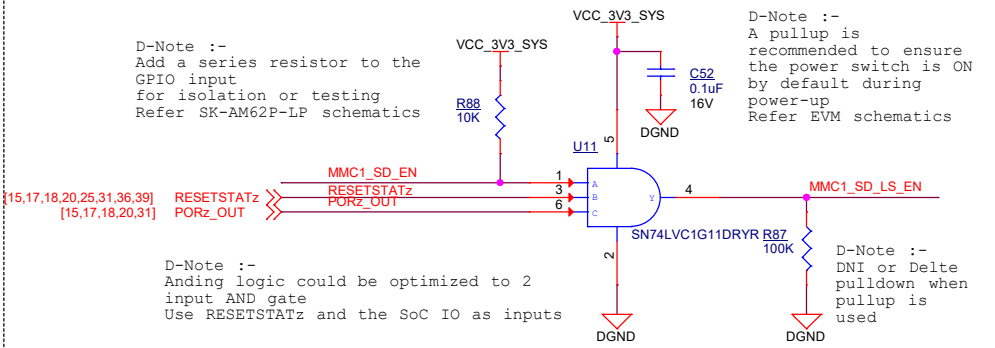 VCC_3V3_SYS
D-Note :-
A pullup is
recommended to ensure
the power switch is ON
by default during
power-up
Refer EVM schematics
D-Note :-
Add a series resistor to the
GPIO input
for isolation or testing
Refer SK-AM62P-LP schematics
VCC_3V3_SYS
R88
10K
C52
0.1uF
16V
DGND
U11
5
MMC1_SD_EN
1
A
[15,17,18,20,25,31,36,39] RESETSTATz
RESETSTATz
3
B
[15,17,18,20,31] PORz_OUT
PORz_OUT
6
C
Y
4
MMC1_SD_LS_EN
SN74LVC1G11DRYR
2
R87
100K
DGND
DGND
D-Note :-
Anding logic could be optimized to 2
input AND gate
Use RESETSTATz and the SoC IO as inputs
D-Note :-
DNI or Delte
pulldown when
pullup is
used